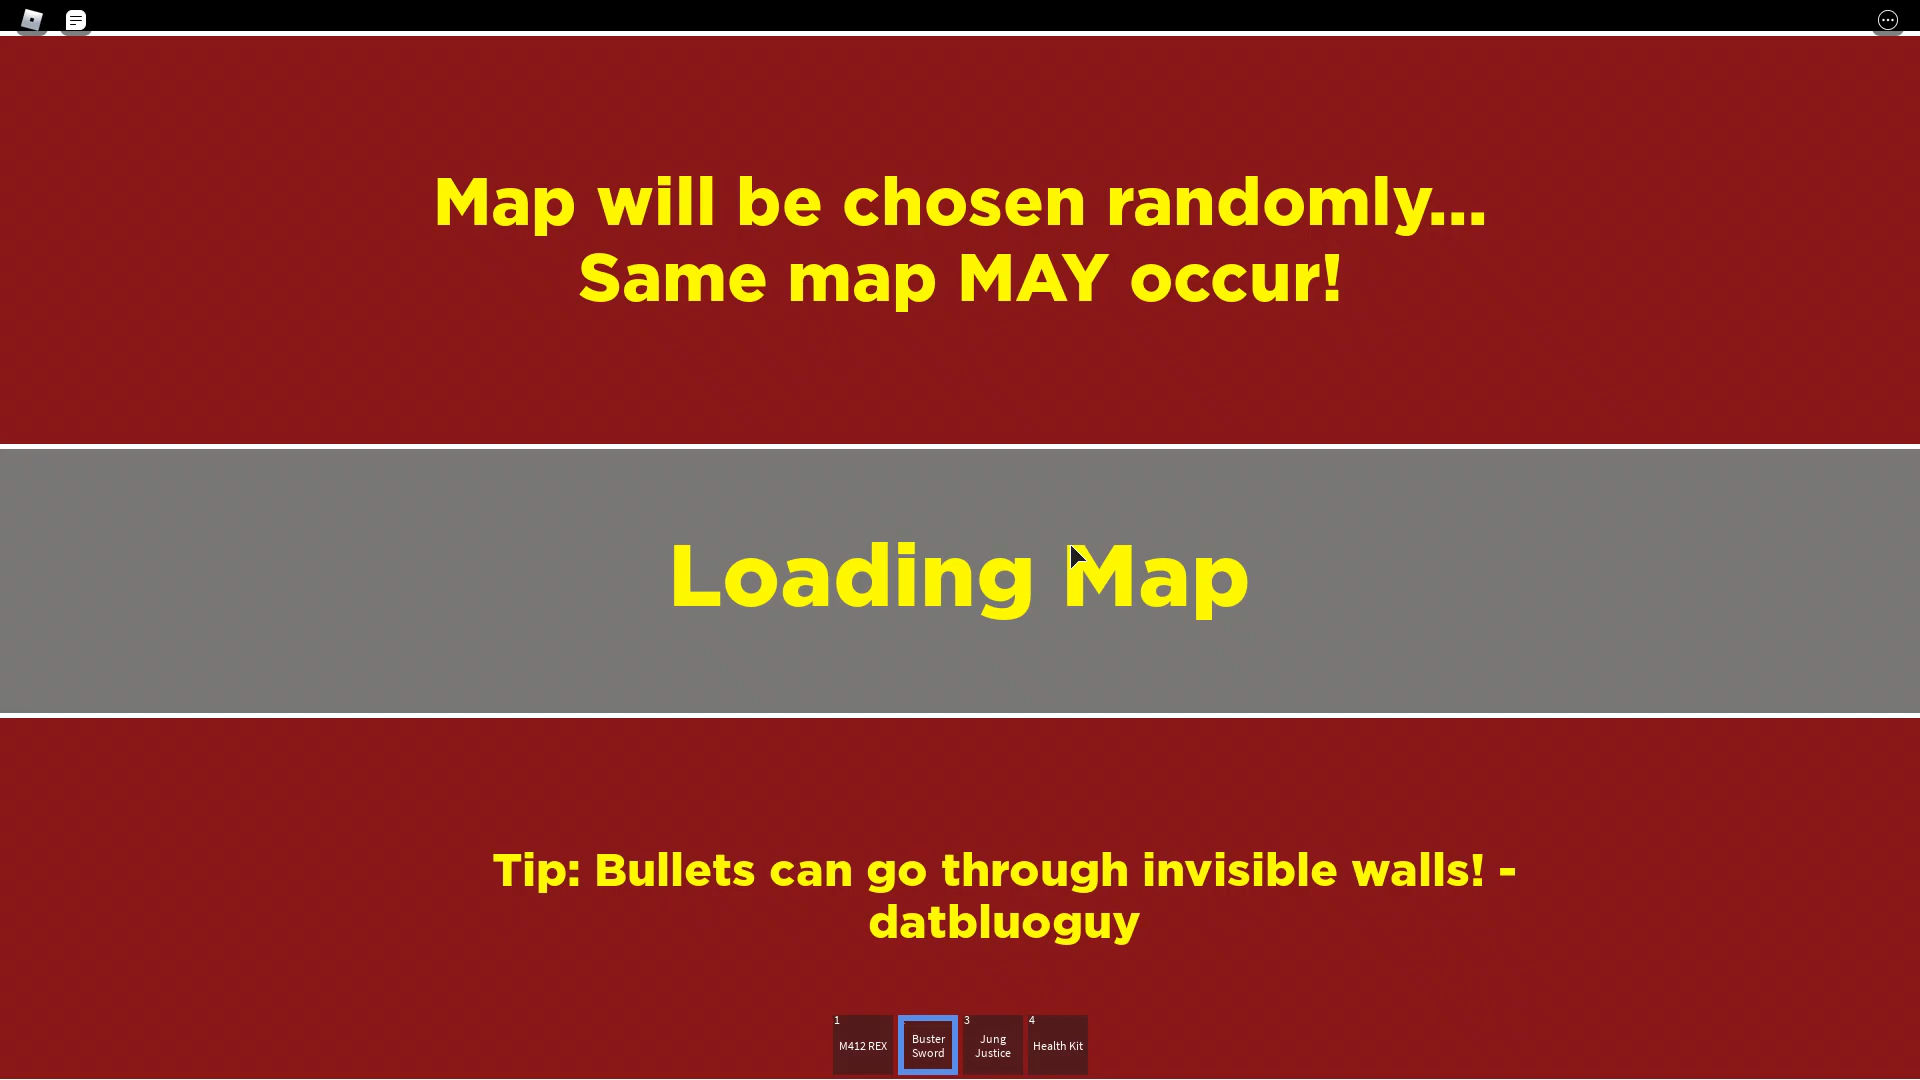 Map will be chosen randomly...
Same map MAY occur!
Loading Map
Tip: Bullets can go through invisible walls! -
datbluoguy
1
M412 REX
Buster
Sword
3
Jung
Justice
4
Health Kit